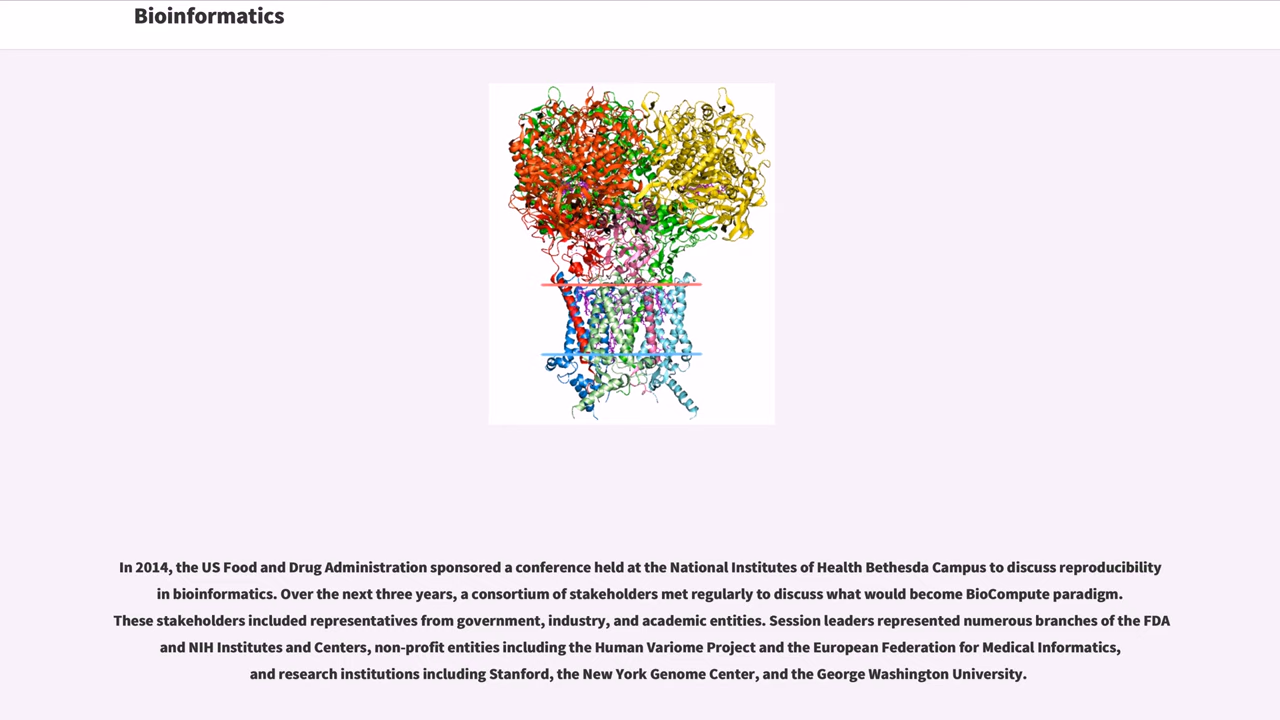 Bioinformatics
In 2014, the US Food and Drug Administration sponsored a conference held at the National Institutes of Health Bethesda Campus to discuss reproducibility
in bioinformatics. Over the next three years, a consortium of stakeholders met regularly to discuss what would become BioCompute paradigm.
These stakeholders included representatives from government, industry, and academic entities. Session leaders represented numerous branches of the FDA
and NIH Institutes and Centers, non-profit entities including the Human Variome Project and the European Federation for Medical Informatics,
and research institutions including Stanford, the New York Genome Center, and the George Washington University.